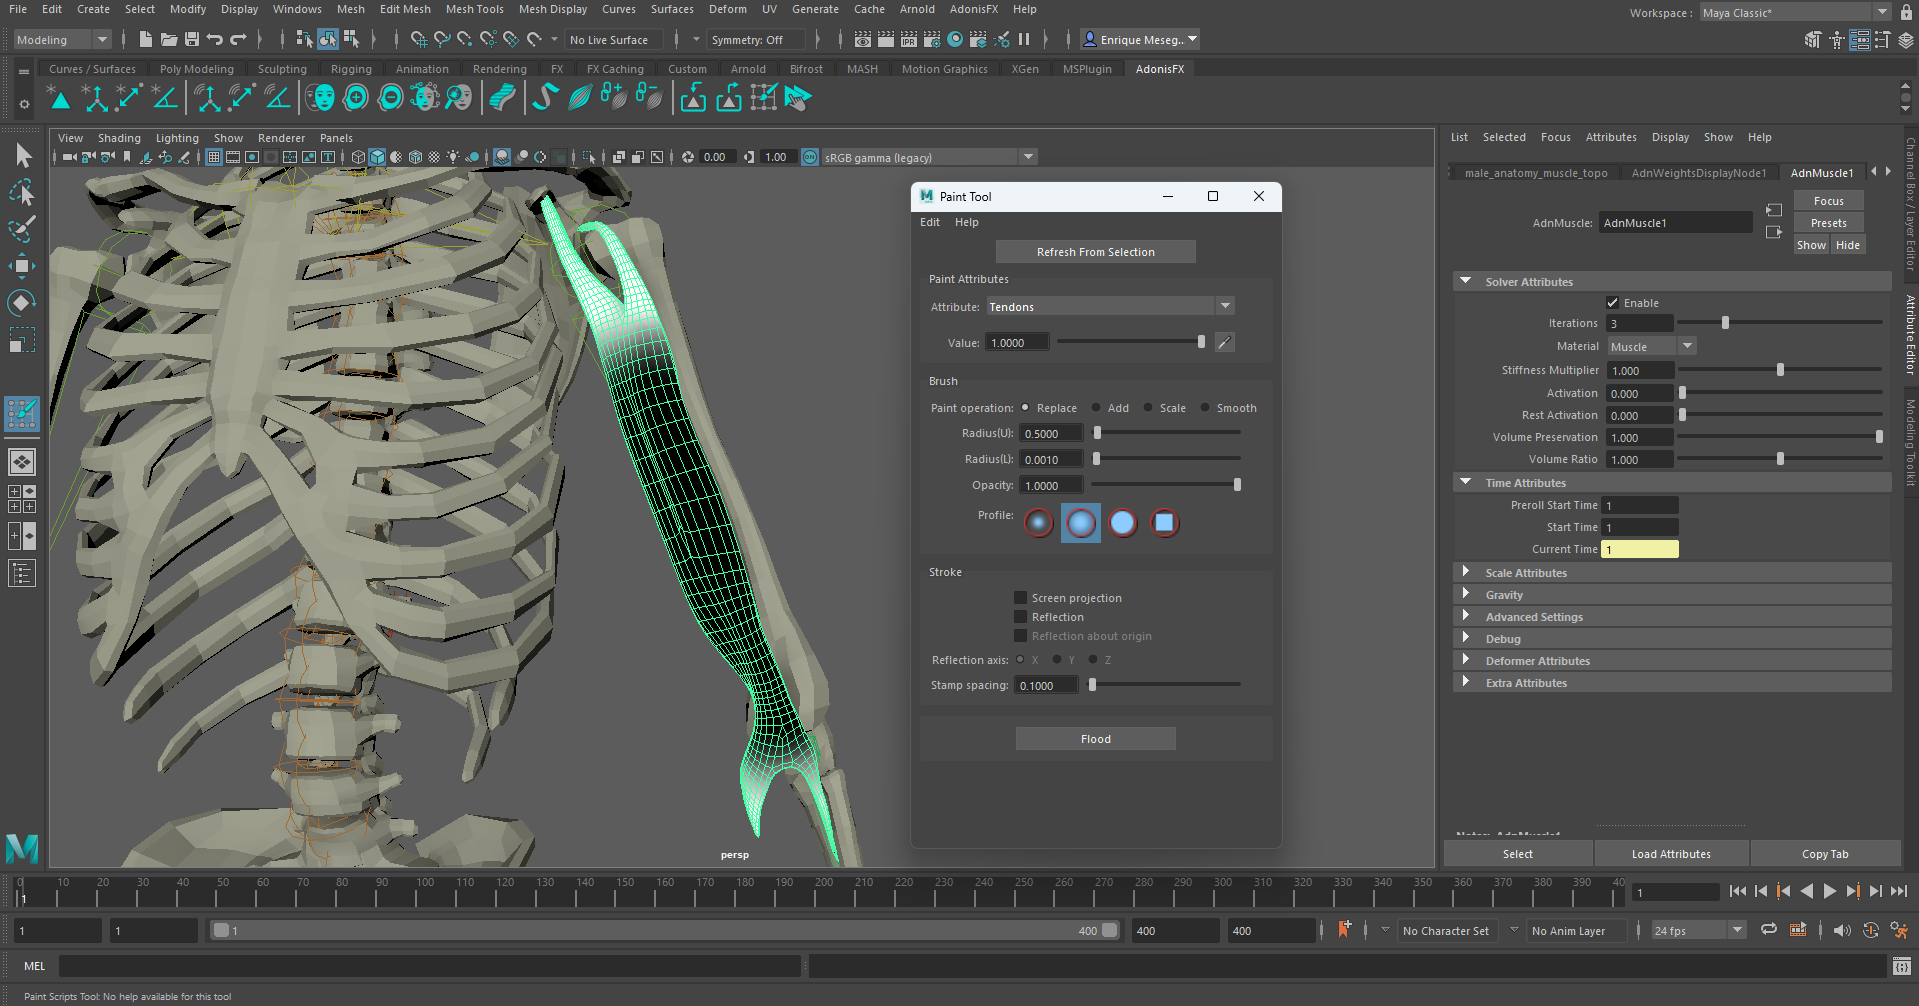 File Edit Create Select Modify Display Windows Mesh Edit Mesh Mesh Tools Mesh Display Curves Surfaces Deform UV Generate Cache Arnold AdonisFX Help
Workspace : Maya Classic*
Modeling No Live Surface Symmetry: Off IPR Enrique Meseg...
Curves / Surfaces Poly Modeling Sculpting Rigging Animation Rendering FX FX Caching Custom Arnold Bifrost MASH Motion Graphics XGen MSPlugin AdonisFX
View Shading Lighting Show Renderer Panels
0.00 1.00 ON sRGB gamma (legacy)
persp
Paint Tool
Edit Help
Refresh From Selection
Paint Attributes
Attribute: Tendons
Value: 1.0000
Brush
Paint operation: Replace Add Scale Smooth
Radius(U): 0.5000
Radius(L): 0.0010
Opacity: 1.0000
Profile:
Stroke
Screen projection
Reflection
Reflection about origin
Reflection axis: X Y Z
Stamp spacing: 0.1000
Flood
List Selected Focus Attributes Display Show Help
male_anatomy_muscle_topo AdnWeightsDisplayNode1 AdnMuscle1
Focus
AdnMuscle: AdnMuscle1
Presets
Show Hide
Solver Attributes
Enable
Iterations 3
Material Muscle
Stiffness Multiplier 1.000
Activation 0.000
Rest Activation 0.000
Volume Preservation 1.000
Volume Ratio 1.000
Time Attributes
Preroll Start Time 1
Start Time 1
Current Time 1
Scale Attributes
Gravity
Advanced Settings
Debug
Deformer Attributes
Extra Attributes
Notes: AdnMuscle1
Select Load Attributes Copy Tab
Channel Box / Layer Editor
Attribute Editor
Modeling Toolkit
0 10 20 30 40 50 60 70 80 90 100 110 120 130 140 150 160 170 180 190 200 210 220 230 240 250 260 270 280 290 300 310 320 330 340 350 360 370 380 390 40
1
1
1 1 1 400 400 400 No Character Set No Anim Layer 24 fps
MEL
Paint Scripts Tool: No help available for this tool